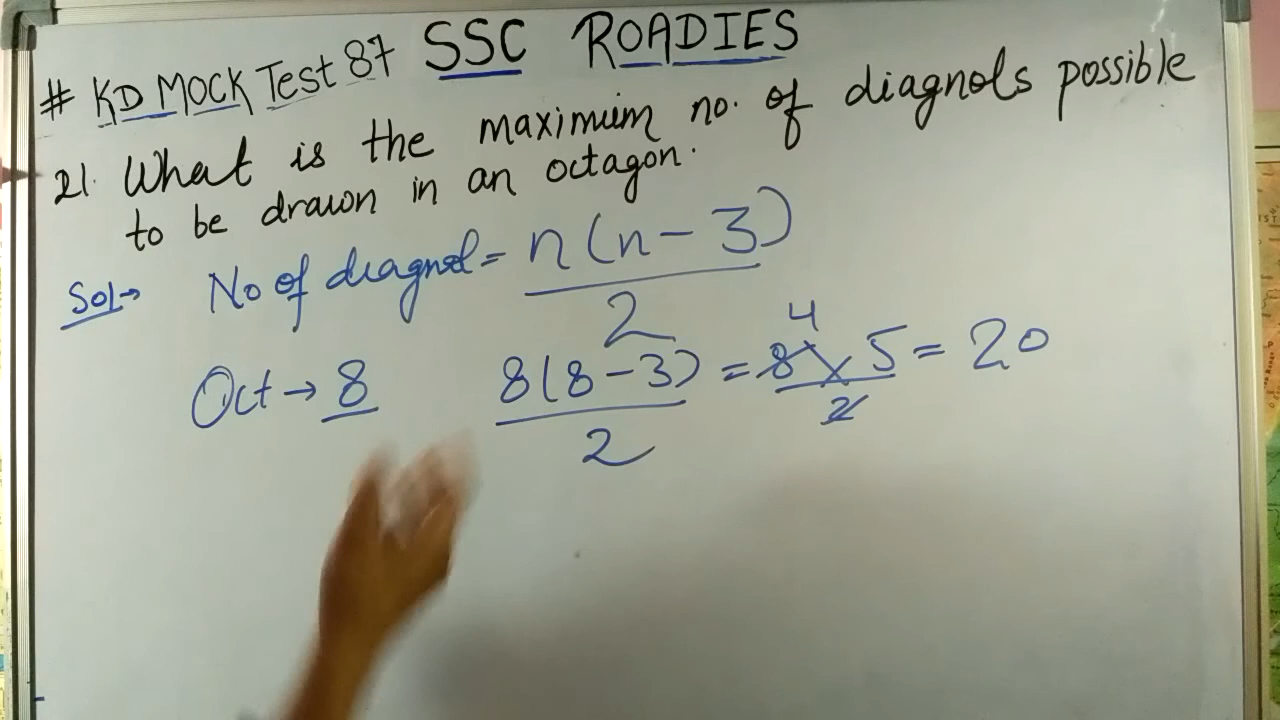 # KD MOCK Test 87 SSC ROADIES
21. What is the maximum no. of diagnols possible
to be drawn in an octagon.
Sol→ No of diagnol = n(n-3)
2
Oct → 8 8(8-3) = 8 × 5 = 20
4
2 2